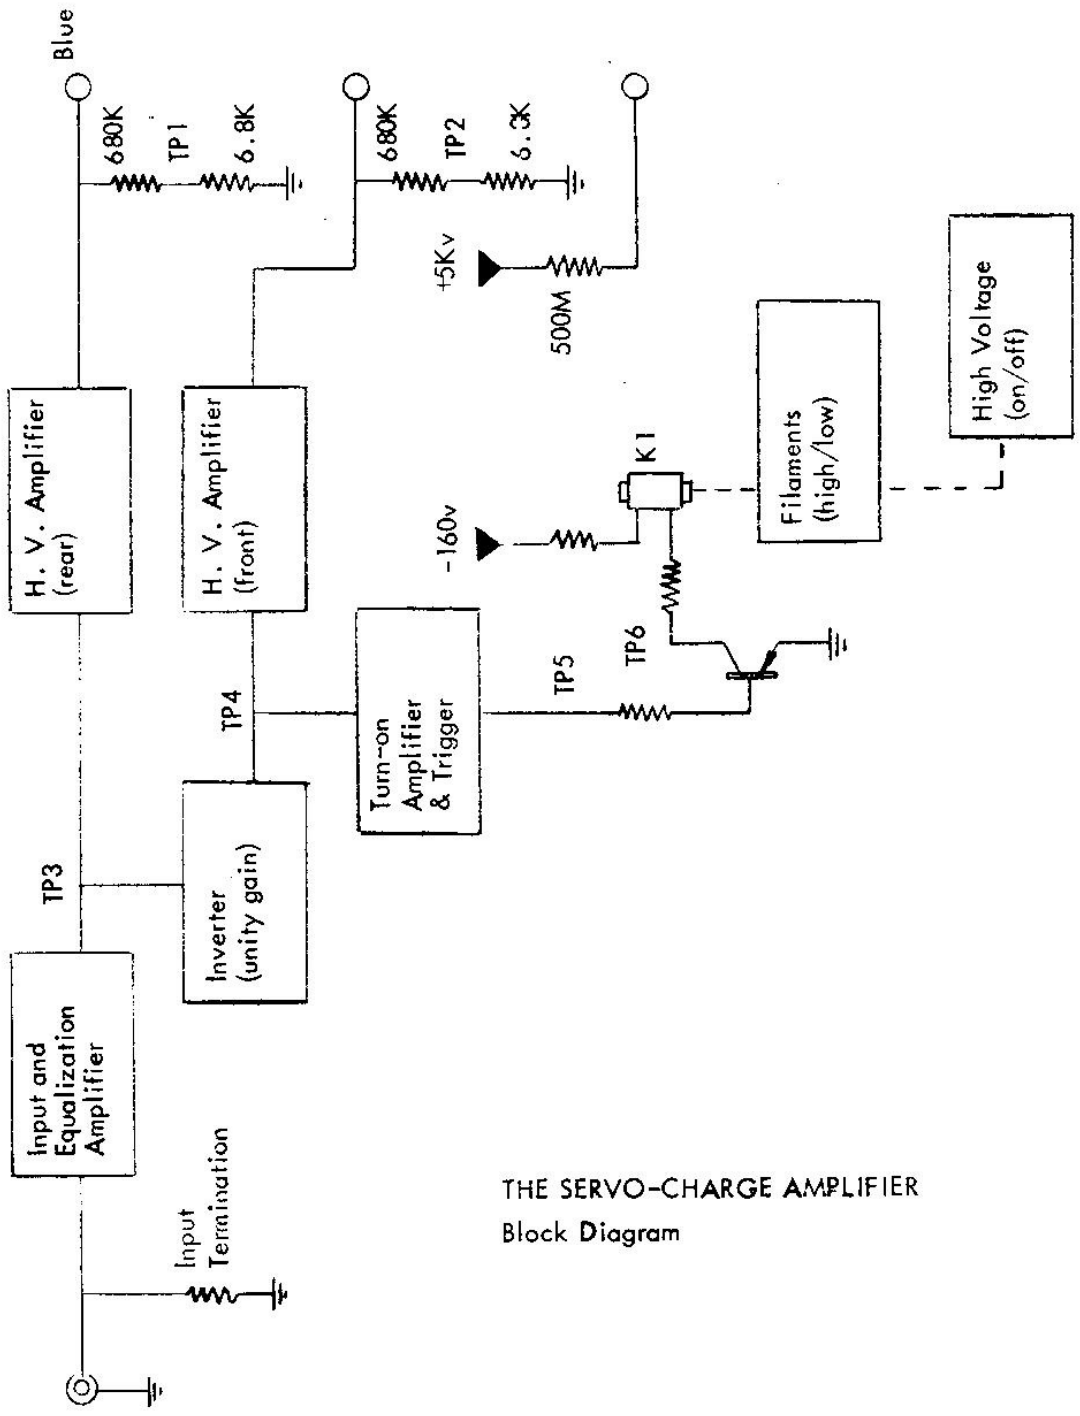 Blue
680K
TP1
6.8K
680K
TP2
H. V. Amplifier
(rear)
H. V. Amplifier
(front)
+5Kv
500M
-160v
K1
Filaments
(high/low)
High Voltage
(on/off)
TP3
TP4
TP5
TP6
Input and
Equalization
Amplifier
Inverter
(unity gain)
Turn-on
Amplifier
& Trigger
Input
Termination
THE SERVO-CHARGE AMPLIFIER
Block Diagram